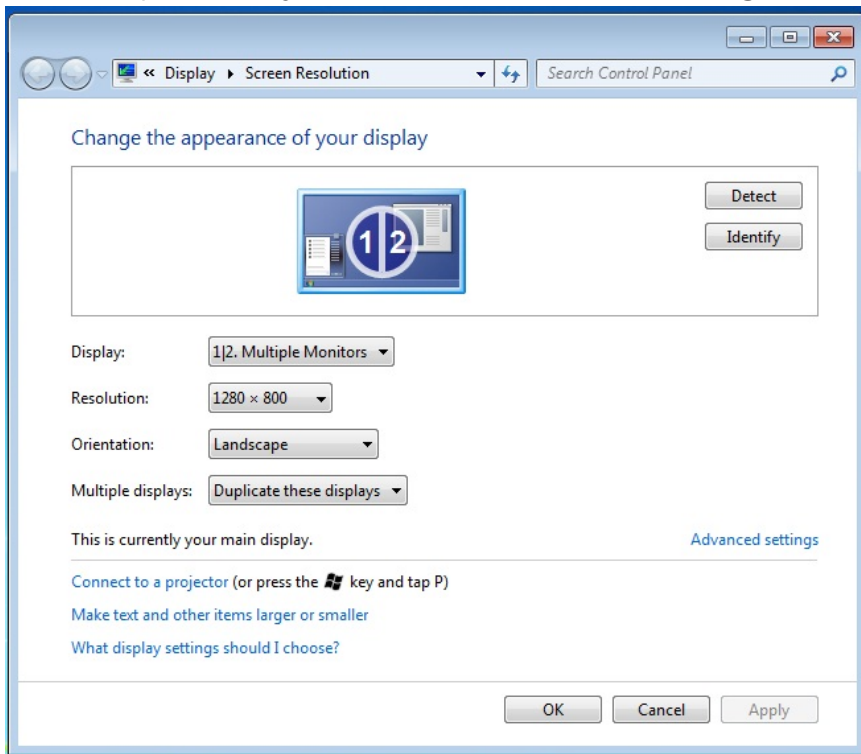 « Display ▸ Screen Resolution
Search Control Panel
Change the appearance of your display
1 2
Detect
Identify
Display: 1|2. Multiple Monitors
Resolution: 1280 × 800
Orientation: Landscape
Multiple displays: Duplicate these displays
This is currently your main display. Advanced settings
Connect to a projector (or press the key and tap P)
Make text and other items larger or smaller
What display settings should I choose?
OK Cancel Apply